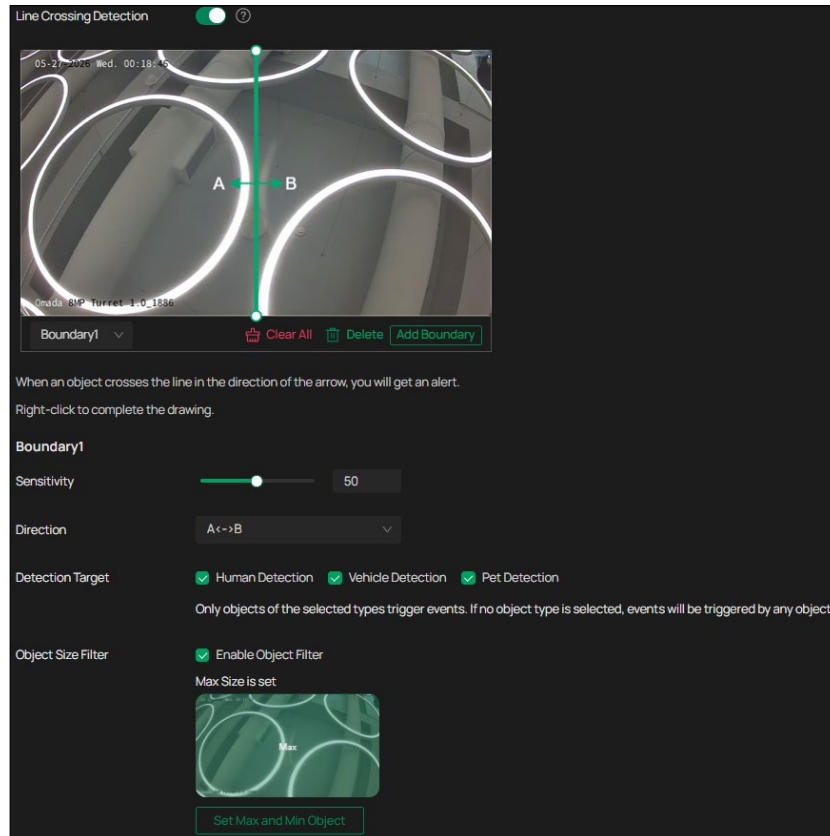 Line Crossing Detection
05-27-2026 Wed. 00:18:45
A B
Omada 8MP Turret 1.0_1886
Boundary1 Clear All Delete Add Boundary
When an object crosses the line in the direction of the arrow, you will get an alert.
Right-click to complete the drawing.
Boundary1
Sensitivity 50
Direction A<->B
Detection Target Human Detection Vehicle Detection Pet Detection
Only objects of the selected types trigger events. If no object type is selected, events will be triggered by any object
Object Size Filter Enable Object Filter
Max Size is set
Max
Set Max and Min Object